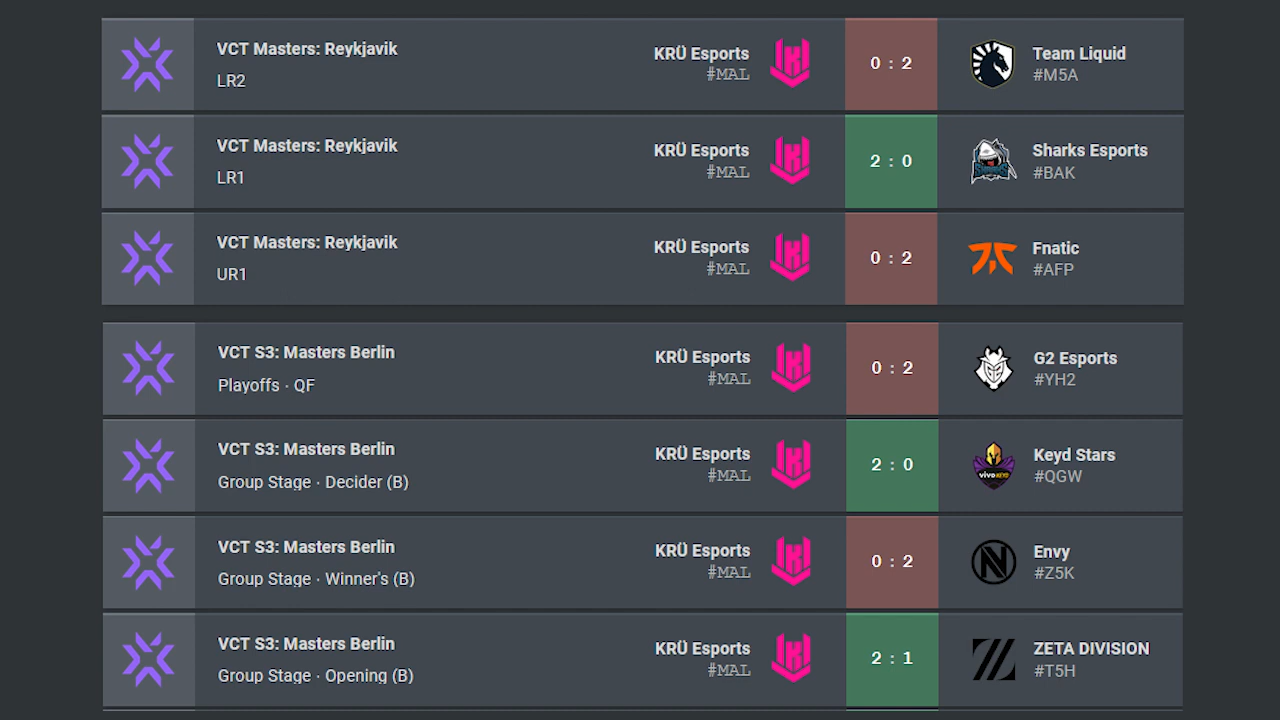 VCT Masters: Reykjavik
LR2
KRÜ Esports
#MAL
0 : 2
Team Liquid
#M5A
VCT Masters: Reykjavik
LR1
KRÜ Esports
#MAL
2 : 0
Sharks Esports
#BAK
VCT Masters: Reykjavik
UR1
KRÜ Esports
#MAL
0 : 2
Fnatic
#AFP
VCT S3: Masters Berlin
Playoffs · QF
KRÜ Esports
#MAL
0 : 2
G2 Esports
#YH2
VCT S3: Masters Berlin
Group Stage · Decider (B)
KRÜ Esports
#MAL
2 : 0
VIVO KEYD
Keyd Stars
#QGW
VCT S3: Masters Berlin
Group Stage · Winner's (B)
KRÜ Esports
#MAL
0 : 2
Envy
#Z5K
VCT S3: Masters Berlin
Group Stage · Opening (B)
KRÜ Esports
#MAL
2 : 1
ZETA DIVISION
#T5H